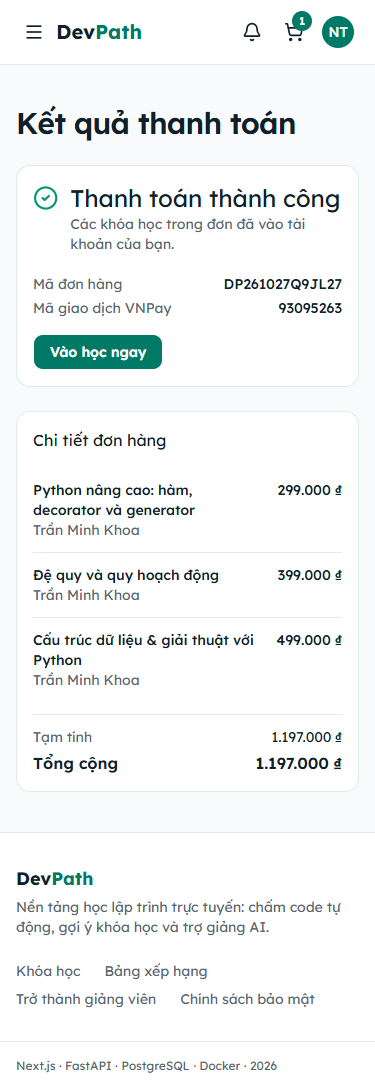 DevPath
1
NT
Kết quả thanh toán
Thanh toán thành công
Các khóa học trong đơn đã vào tài
khoản của bạn.
Mã đơn hàng DP261027Q9JL27
Mã giao dịch VNPay 93095263
Vào học ngay
Chi tiết đơn hàng
Python nâng cao: hàm, 299.000 ₫
decorator và generator
Trần Minh Khoa
Đệ quy và quy hoạch động 399.000 ₫
Trần Minh Khoa
Cấu trúc dữ liệu & giải thuật với 499.000 ₫
Python
Trần Minh Khoa
Tạm tính 1.197.000 ₫
Tổng cộng 1.197.000 ₫
DevPath
Nền tảng học lập trình trực tuyến: chấm code tự
động, gợi ý khóa học và trợ giảng AI.
Khóa học Bảng xếp hạng
Trở thành giảng viên Chính sách bảo mật
Next.js · FastAPI · PostgreSQL · Docker · 2026